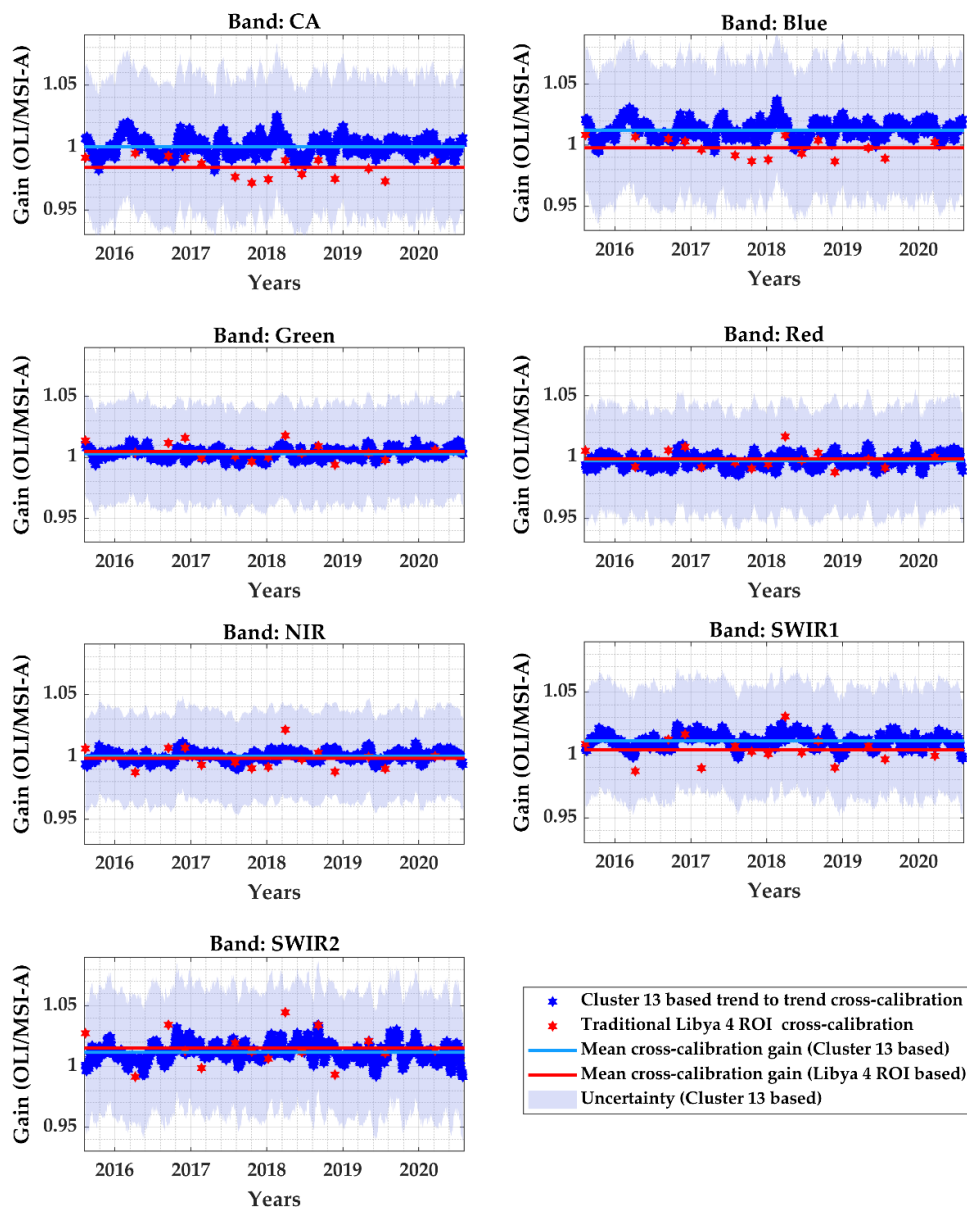 Band: CA
Gain (OLI/MSI-A)
1.05
1
0.95
2016 2017 2018 2019 2020
Years
Band: Blue
Gain (OLI/MSI-A)
1.05
1
0.95
2016 2017 2018 2019 2020
Years
Band: Green
Gain (OLI/MSI-A)
1.05
1
0.95
2016 2017 2018 2019 2020
Years
Band: Red
Gain (OLI/MSI-A)
1.05
1
0.95
2016 2017 2018 2019 2020
Years
Band: NIR
Gain (OLI/MSI-A)
1.05
1
0.95
2016 2017 2018 2019 2020
Years
Band: SWIR1
Gain (OLI/MSI-A)
1.05
1
0.95
2016 2017 2018 2019 2020
Years
Band: SWIR2
Gain (OLI/MSI-A)
1.05
1
0.95
2016 2017 2018 2019 2020
Years
Cluster 13 based trend to trend cross-calibration
Traditional Libya 4 ROI cross-calibration
Mean cross-calibration gain (Cluster 13 based)
Mean cross-calibration gain (Libya 4 ROI based)
Uncertainty (Cluster 13 based)